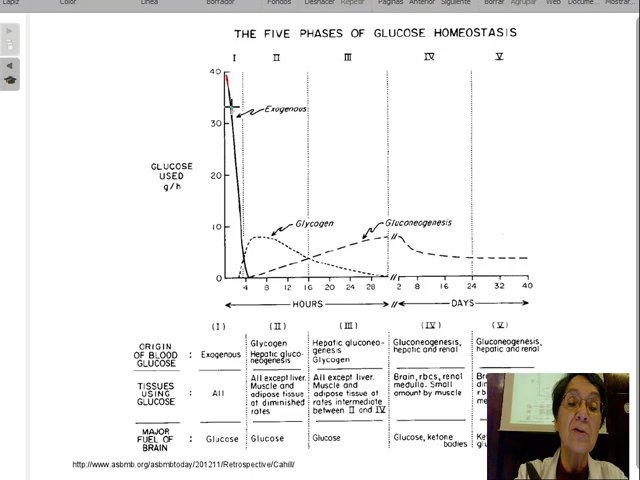 Lapiz Color Linea Borrador Fondos Deshacer Repetir Paginas Anterior Siguiente Borrar Agrupar Web Docume... Mostrar...
THE FIVE PHASES OF GLUCOSE HOMEOSTASIS
I II III IV V
40
Exogenous
30
GLUCOSE
USED
g/h
20
10
Glycogen
Gluconeogenesis
0
4 8 12 16 20 24 28 2 8 16 24 32 40
HOURS DAYS
(I) (II) (III) (IV) (V)
ORIGIN
OF BLOOD
GLUCOSE
:
Exogenous
Glycogen
Hepatic gluco-
neogenesis
Hepatic gluconeo-
genesis
Glycogen
Gluconeogenesis,
hepatic and renal
Gluconeogenesis,
hepatic and renal
TISSUES
USING
GLUCOSE
:
All
All except liver.
Muscle and
adipose tissue
at diminished
rates
All except liver.
Muscle and
adipose tissue at
rates intermediate
between II and IV
Brain, rbcs, renal
medulla. Small
amount by muscle
MAJOR
FUEL OF
BRAIN
:
Glucose
Glucose
Glucose
Glucose, ketone
bodies
http://www.asbmb.org/asbmbtoday/201211/Retrospective/Cahill/